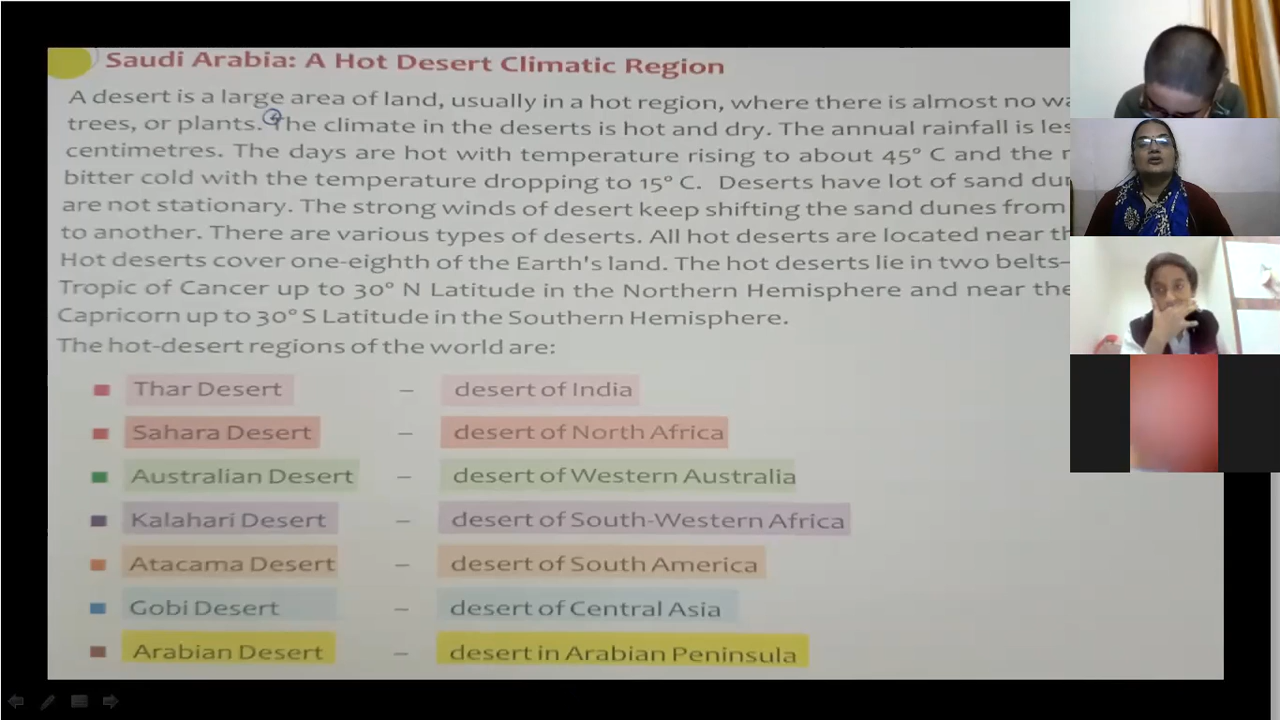 Saudi Arabia: A Hot Desert Climatic Region
A desert is a large area of land, usually in a hot region, where there is almost no
trees, or plants. The climate in the deserts is hot and dry. The annual rainfall is
centimetres. The days are hot with temperature rising to about 45° C and the
bitter cold with the temperature dropping to 15° C. Deserts have lot of sand
are not stationary. The strong winds of desert keep shifting the sand dunes from
to another. There are various types of deserts. All hot deserts are located near
Hot deserts cover one-eighth of the Earth's land. The hot deserts lie in two belts–
Tropic of Cancer up to 30° N Latitude in the Northern Hemisphere and near the
Capricorn up to 30° S Latitude in the Southern Hemisphere.
The hot-desert regions of the world are:
Thar Desert – desert of India
Sahara Desert – desert of North Africa
Australian Desert – desert of Western Australia
Kalahari Desert – desert of South-Western Africa
Atacama Desert – desert of South America
Gobi Desert – desert of Central Asia
Arabian Desert – desert in Arabian Peninsula